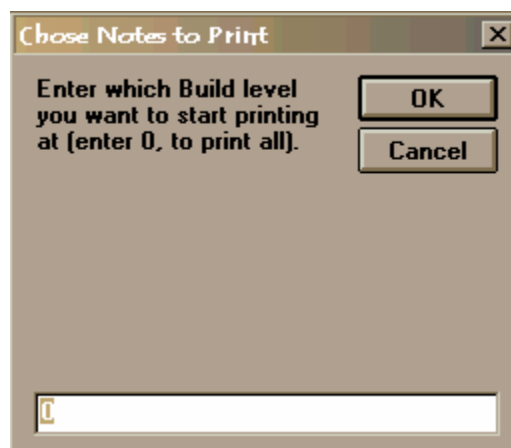 Chose Notes to Print
Enter which Build level
you want to start printing
at (enter 0, to print all).
OK
Cancel
0